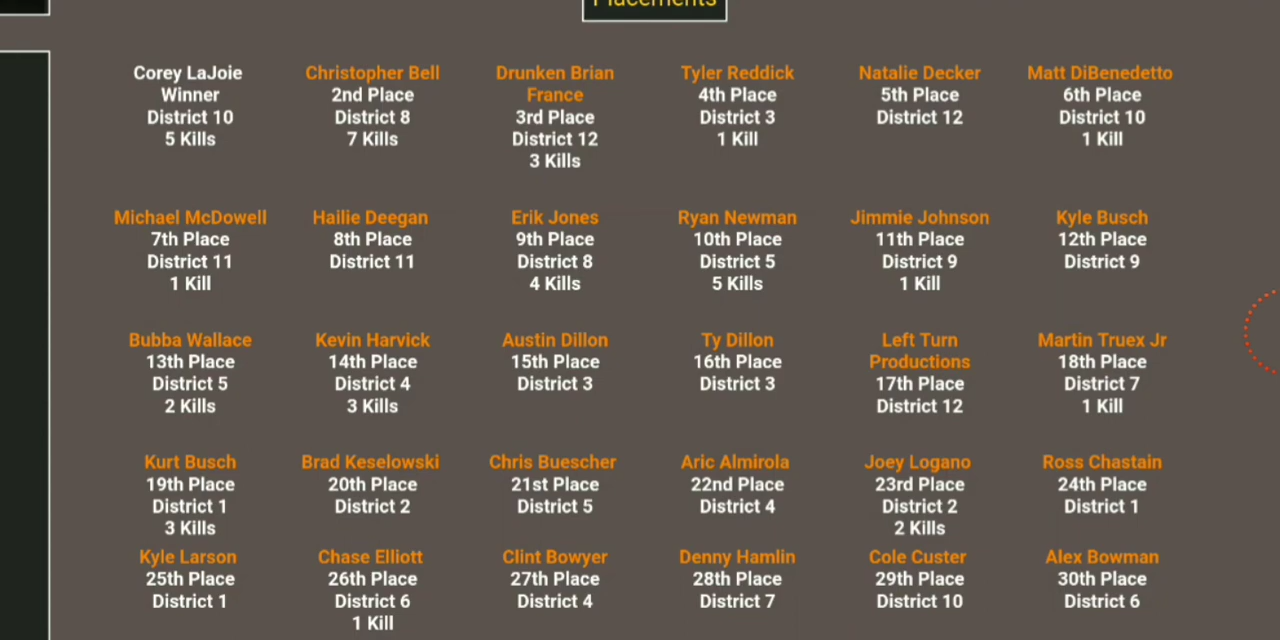 Placements
Corey LaJoie
Winner
District 10
5 Kills
Christopher Bell
2nd Place
District 8
7 Kills
Drunken Brian
France
3rd Place
District 12
3 Kills
Tyler Reddick
4th Place
District 3
1 Kill
Natalie Decker
5th Place
District 12
Matt DiBenedetto
6th Place
District 10
1 Kill
Michael McDowell
7th Place
District 11
1 Kill
Hailie Deegan
8th Place
District 11
Erik Jones
9th Place
District 8
4 Kills
Ryan Newman
10th Place
District 5
5 Kills
Jimmie Johnson
11th Place
District 9
1 Kill
Kyle Busch
12th Place
District 9
Bubba Wallace
13th Place
District 5
2 Kills
Kevin Harvick
14th Place
District 4
3 Kills
Austin Dillon
15th Place
District 3
Ty Dillon
16th Place
District 3
Left Turn
Productions
17th Place
District 12
Martin Truex Jr
18th Place
District 7
1 Kill
Kurt Busch
19th Place
District 1
3 Kills
Brad Keselowski
20th Place
District 2
Chris Buescher
21st Place
District 5
Aric Almirola
22nd Place
District 4
Joey Logano
23rd Place
District 2
2 Kills
Ross Chastain
24th Place
District 1
Kyle Larson
25th Place
District 1
Chase Elliott
26th Place
District 6
1 Kill
Clint Bowyer
27th Place
District 4
Denny Hamlin
28th Place
District 7
Cole Custer
29th Place
District 10
Alex Bowman
30th Place
District 6